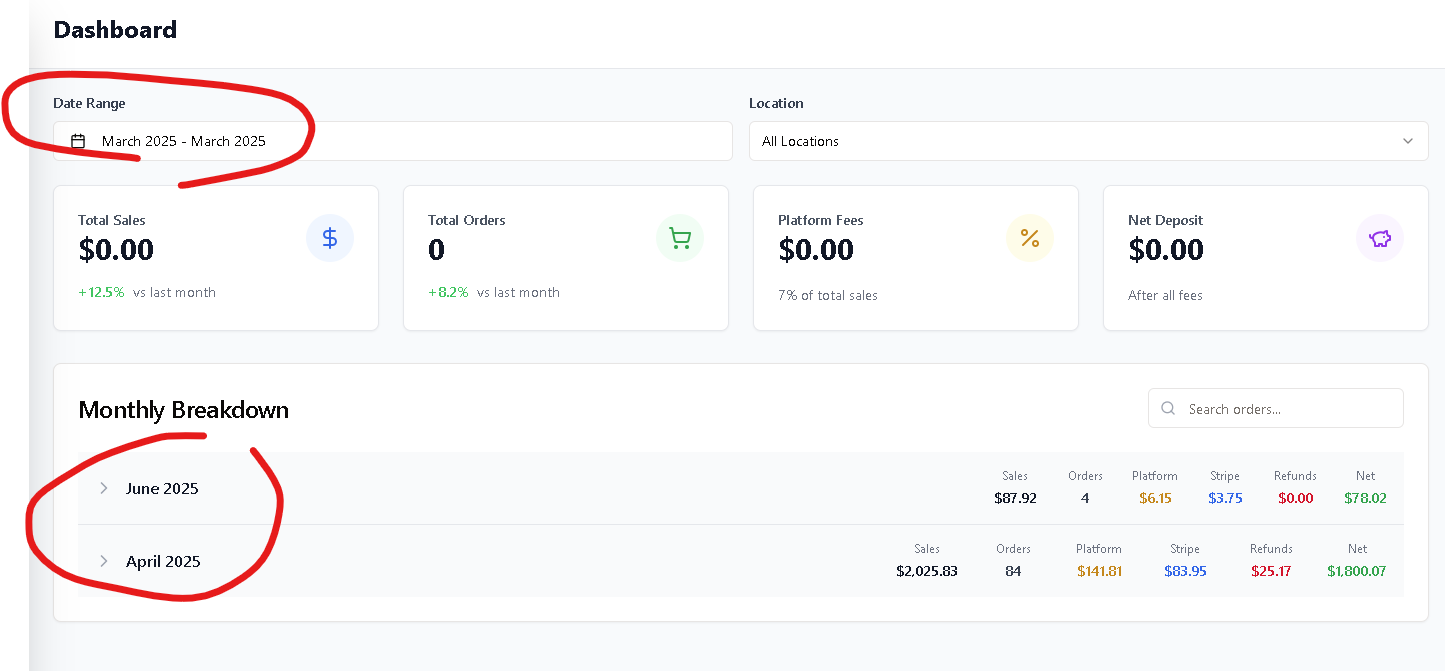 Dashboard
Date Range
Location
March 2025 - March 2025
All Locations
Total Sales
$0.00
+12.5% vs last month
Total Orders
0
+8.2% vs last month
Platform Fees
$0.00
7% of total sales
Net Deposit
$0.00
After all fees
Monthly Breakdown
Search orders...
June 2025
Sales Orders Platform Stripe Refunds Net
$87.92 4 $6.15 $3.75 $0.00 $78.02
April 2025
Sales Orders Platform Stripe Refunds Net
$2,025.83 84 $141.81 $83.95 $25.17 $1,800.07